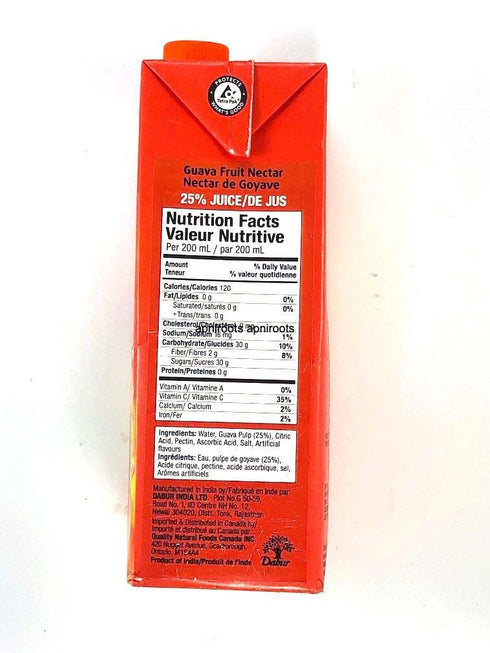 PROTECTS
Tetra Pak
WHAT'S GOOD
Guava Fruit Nectar
Nectar de Goyave
25% JUICE/DE JUS
Nutrition Facts
Valeur Nutritive
Per 200 mL / par 200 mL
Amount % Daily Value
Teneur % valeur quotidienne
Calories/Calories 120
Fat/Lipides 0 g 0%
Saturated/saturés 0 g 0%
+Trans/trans 0 g
Cholesterol/Cholestérol 0 mg
apniroots apniroots
Sodium/Sodium 16 mg 1%
Carbohydrate/Glucides 30 g 10%
Fiber/Fibres 2 g 8%
Sugars/Sucres 30 g
Protein/Protéines 0 g
Vitamin A/ Vitamine A 0%
Vitamin C/ Vitamine C 35%
Calcium/ Calcium 2%
Iron/Fer 2%
Ingredients: Water, Guava Pulp (25%), Citric
Acid, Pectin, Ascorbic Acid, Salt, Artificial
flavours
Ingrédients: Eau, pulpe de goyave (25%),
Acide citrique, pectine, acide ascorbique, sel,
Arômes artificiels
Manufactured in India by/Fabriqué en Inde par
DABUR INDIA LTD. Plot No.G 50-59,
Road No. 1, IID Centre NH No. 12,
Newai 304020, Distt. Tonk, Rajasthan
Imported & Distributed in Canada by/
importé et distribué au Canada par
Quality Natural Foods Canada INC
420 Nugget Avenue, Scarborough,
Ontario,
Product of India/Produit de l'Inde
Dabur